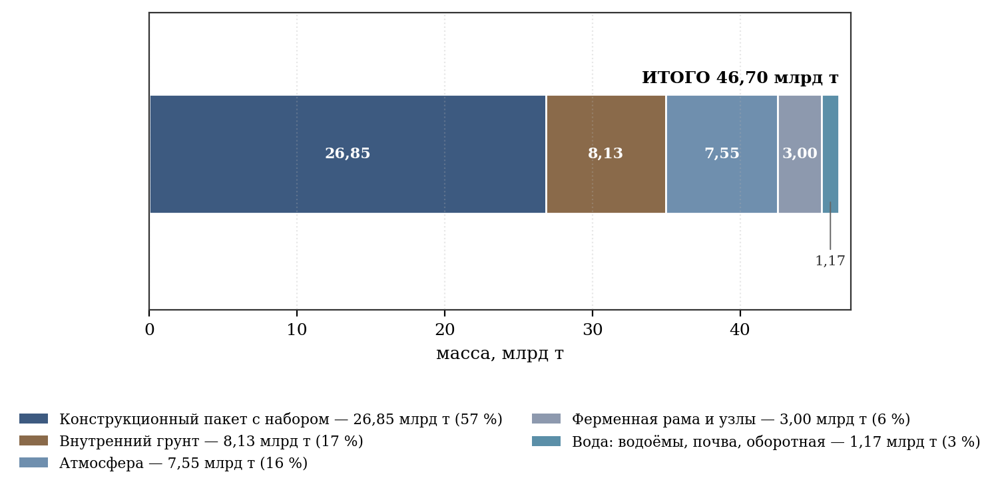 ИТОГО 46,70 млрд т
26,85
8,13
7,55
3,00
1,17
0
10
20
30
40
масса, млрд т
Конструкционный пакет с набором — 26,85 млрд т (57 %)
Внутренний грунт — 8,13 млрд т (17 %)
Атмосфера — 7,55 млрд т (16 %)
Ферменная рама и узлы — 3,00 млрд т (6 %)
Вода: водоёмы, почва, оборотная — 1,17 млрд т (3 %)